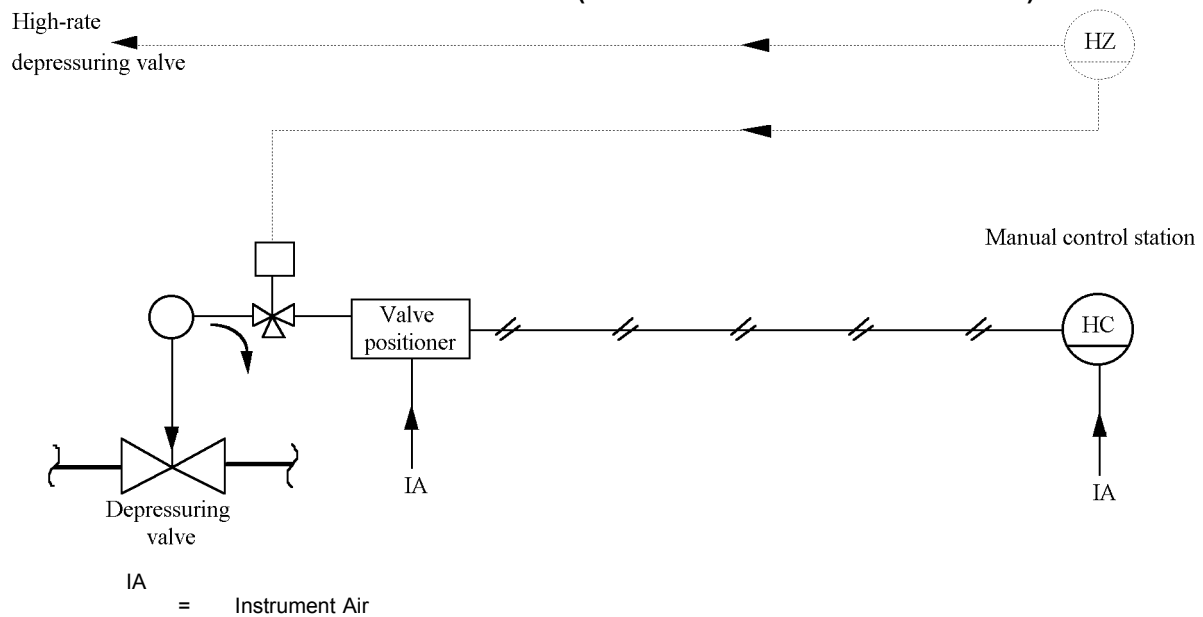 High-rate
depressuring valve
HZ
Manual control station
Valve
positioner
HC
IA
IA
Depressuring
valve
IA
= Instrument Air